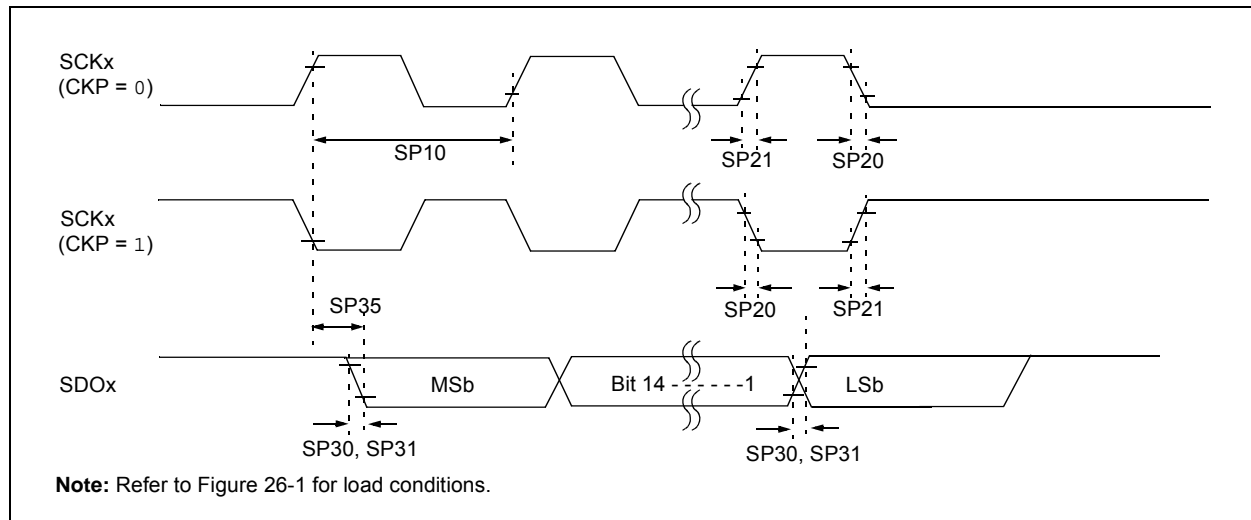 SCKx
(CKP = 0)
SP10
SP21
SP20
SCKx
(CKP = 1)
SP35
SP20
SP21
SDOx
MSb
Bit 14 - - - - - -1
LSb
SP30, SP31
SP30, SP31
Note: Refer to Figure 26-1 for load conditions.